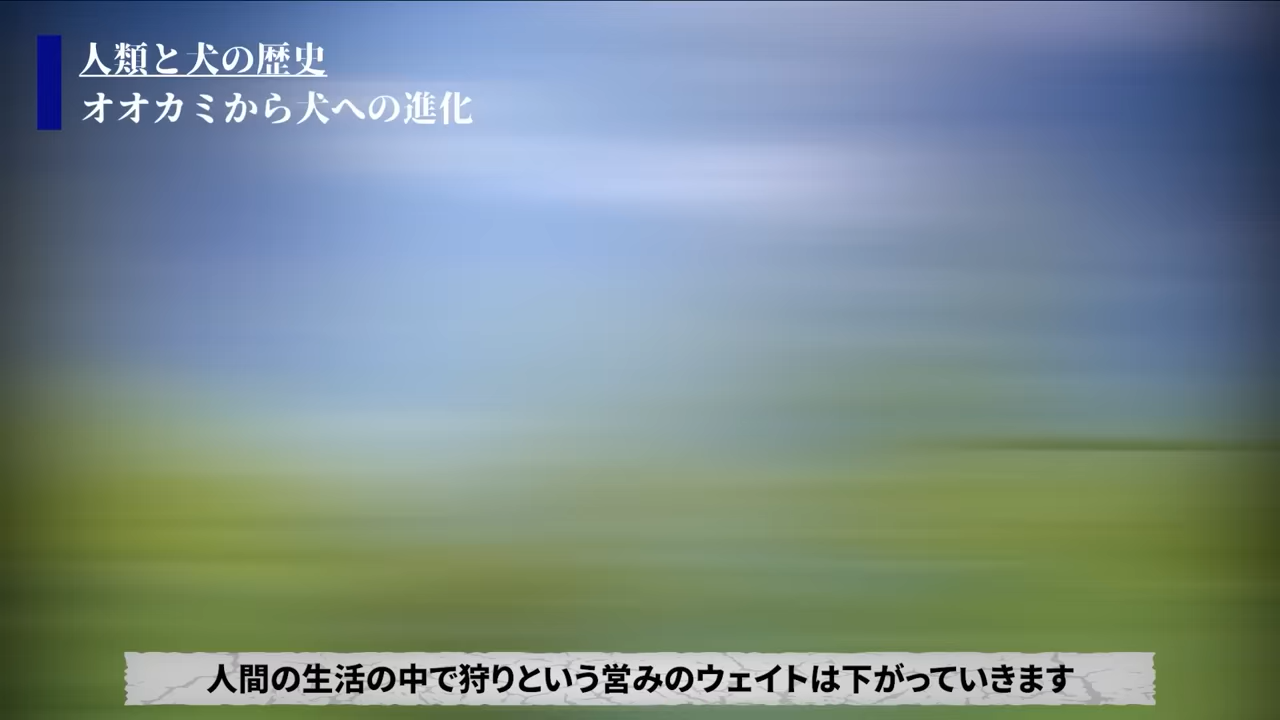 人類と犬の歴史
オオカミから犬への進化
人間の生活の中で狩りという営みのウェイトは下がっていきます